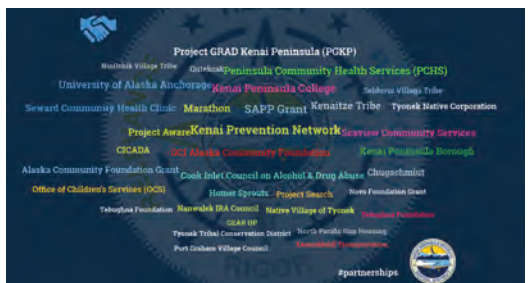 Project GRAD Kenai Peninsula (PGKP)
Ninilchik Village Tribe Qutekcak Peninsula Community Health Services (PCHS)
University of Alaska Anchorage Kenai Peninsula College Seldovia Village Tribe
Seward Community Health Clinic Marathon SAPP Grant Kenaitze Tribe Tyonek Native Corporation
Project Aware Kenai Prevention Network Seaview Community Services
CICADA CCI Alaska Community Foundation Kenai Peninsula Borough
Alaska Community Foundation Grant Cook Inlet Council on Alcohol & Drug Abuse Chugachmiut
Office of Children's Services (OCS) Homer Sprouts Project Search Novo Foundation Grant
Tebughna Foundation Nanwalek IRA Council Native Village of Tyonek Tebughna Foundation
GEAR UP
Tyonek Tribal Conservation District North Pacific Rim Housing
Port Graham Village Council
#partnerships